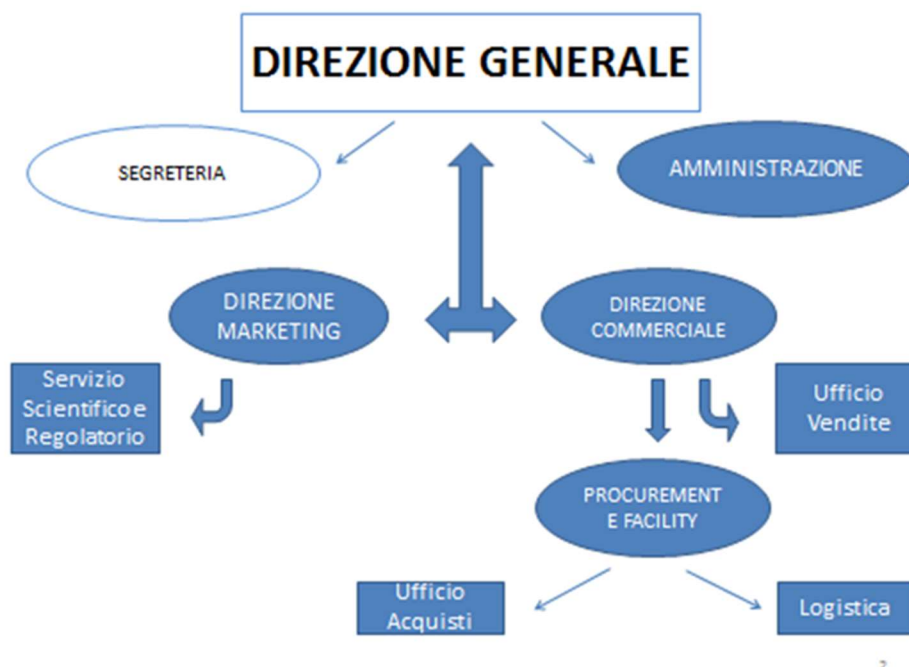 DIREZIONE GENERALE
SEGRETERIA
AMMINISTRAZIONE
DIREZIONE
MARKETING
DIREZIONE
COMMERCIALE
Servizio
Scientifico e
Regolatorio
Ufficio
Vendite
PROCUREMENT
E FACILITY
Ufficio
Acquisti
Logistica